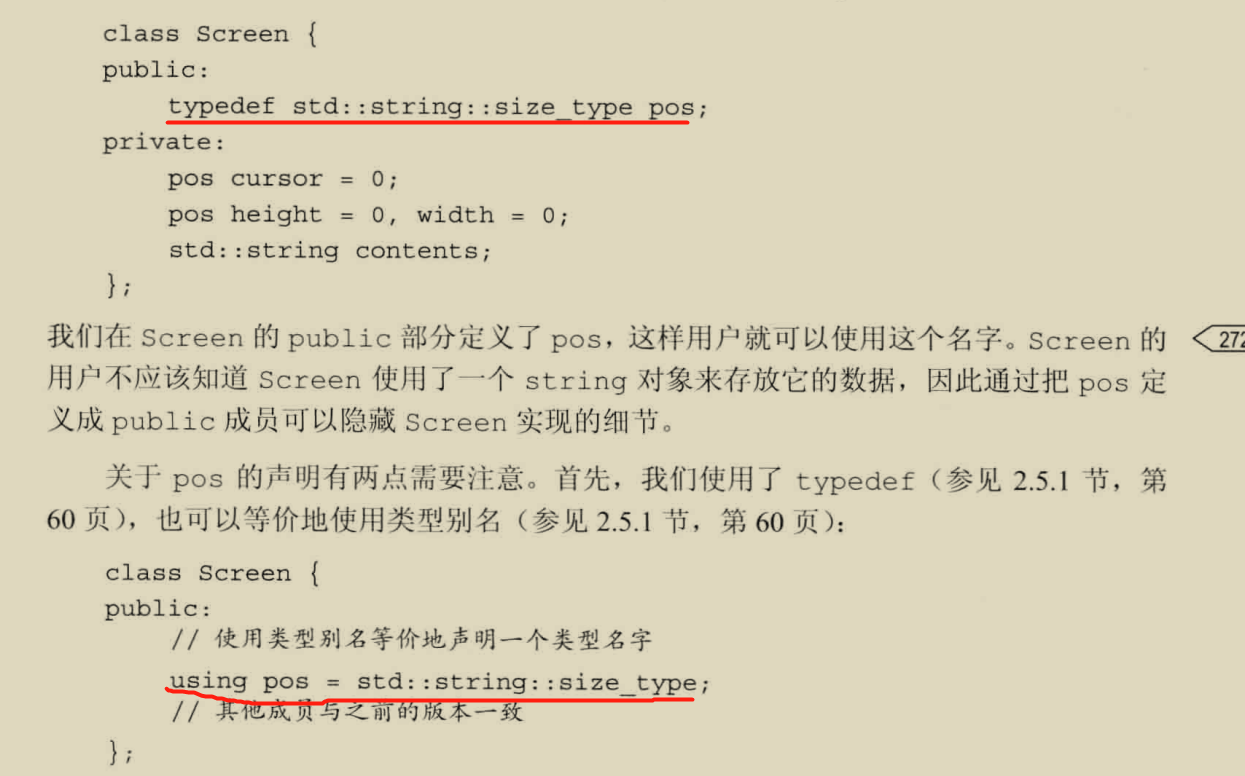 class Screen {
public:
typedef std::string::size_type pos;
private:
pos cursor = 0;
pos height = 0, width = 0;
std::string contents;
};
我们在 Screen 的 public 部分定义了 pos，这样用户就可以使用这个名字。Screen 的
272
用户不应该知道 Screen 使用了一个 string 对象来存放它的数据，因此通过把 pos 定
义成 public 成员可以隐藏 Screen 实现的细节。
关于 pos 的声明有两点需要注意。首先，我们使用了 typedef（参见 2.5.1 节，第
60 页），也可以等价地使用类型别名（参见 2.5.1 节，第 60 页）：
class Screen {
public:
// 使用类型别名等价地声明一个类型名字
using pos = std::string::size_type;
// 其他成员与之前的版本一致
};